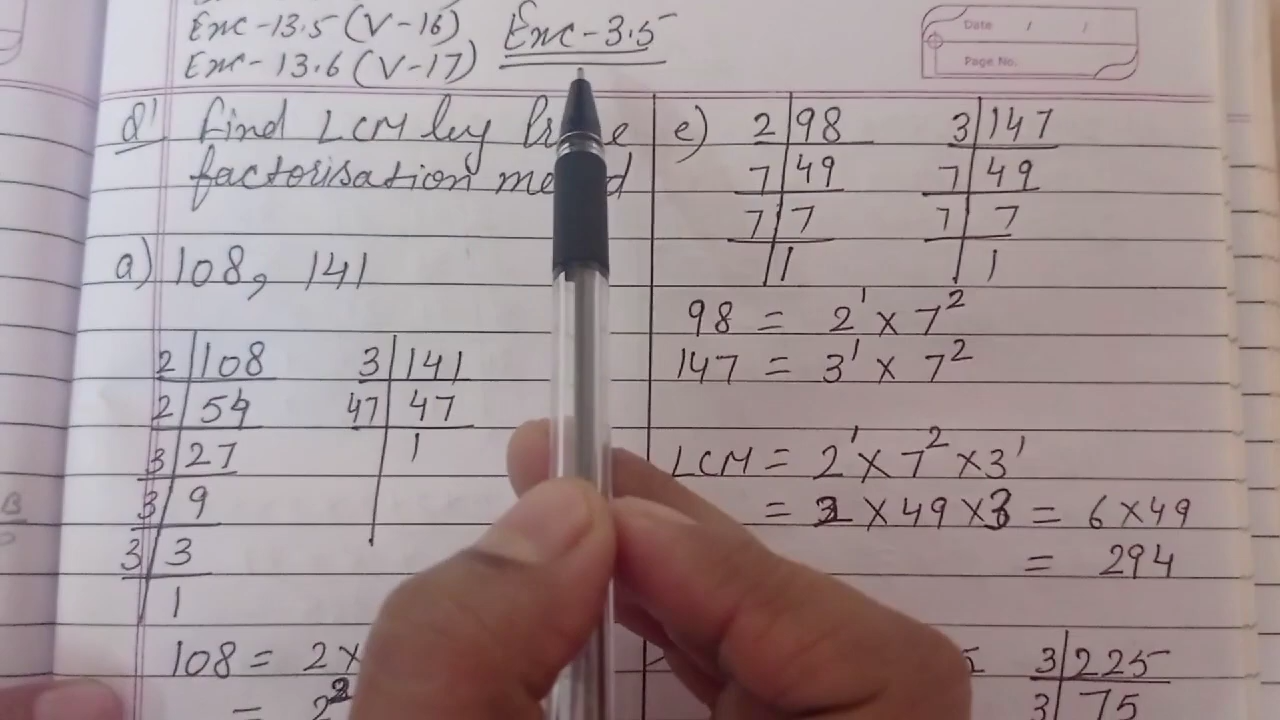 Exc-13.5 (V-16)
Exc-13.6 (V-17)
Exc-3.5
Date / /
Page No.
Q1 Find LCM by
factorisation
a) 108, 141
2 | 108
2 | 54
3 | 27
3 | 9
3 | 3
1
3 | 141
47 | 47
1
108 = 2 ×
= 2²
e) 2 | 98
7 | 49
7 | 7
1
3 | 147
7 | 49
7 | 7
1
98 = 2¹ × 7²
147 = 3¹ × 7²
LCM = 2¹ × 7² × 3¹
= 2 × 49 × 3 = 6 × 49
= 294
3 | 225
3 | 75